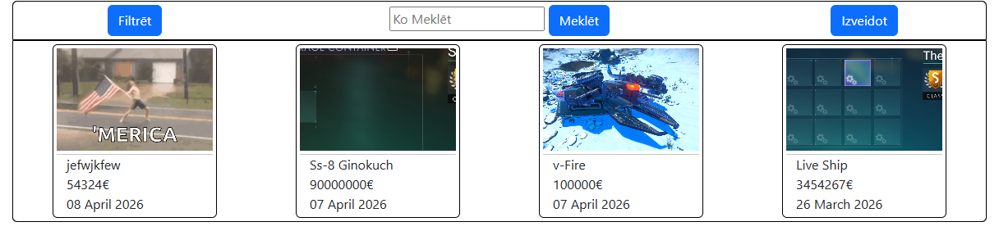 Filtrēt
Ko Meklēt
Meklēt
Izveidot
'MERICA
jefwjkfew
54324€
08 April 2026
Ss-8 Ginokuch
90000000€
07 April 2026
v-Fire
100000€
07 April 2026
The
S
CLAS
Live Ship
3454267€
26 March 2026